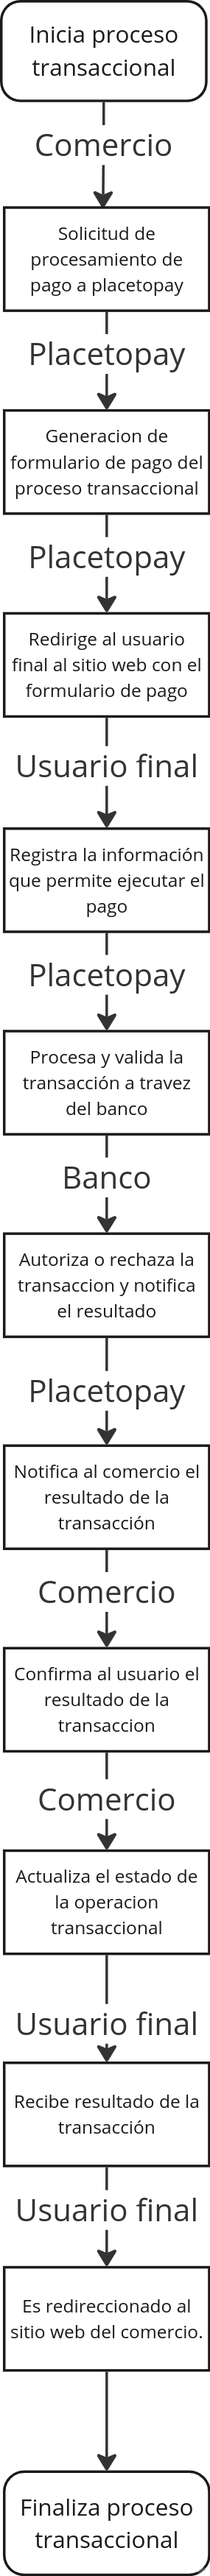 Inicia proceso
transaccional
Comercio
Solicitud de
procesamiento de
pago a placetopay
Placetopay
Generacion de
formulario de pago del
proceso transaccional
Placetopay
Redirige al usuario
final al sitio web con el
formulario de pago
Usuario final
Registra la información
que permite ejecutar el
pago
Placetopay
Procesa y valida la
transacción a travez
del banco
Banco
Autoriza o rechaza la
transaccion y notifica
el resultado
Placetopay
Notifica al comercio el
resultado de la
transacción
Comercio
Confirma al usuario el
resultado de la
transaccion
Comercio
Actualiza el estado de
la operacion
transaccional
Usuario final
Recibe resultado de la
transacción
Usuario final
Es redireccionado al
sitio web del comercio.
Finaliza proceso
transaccional